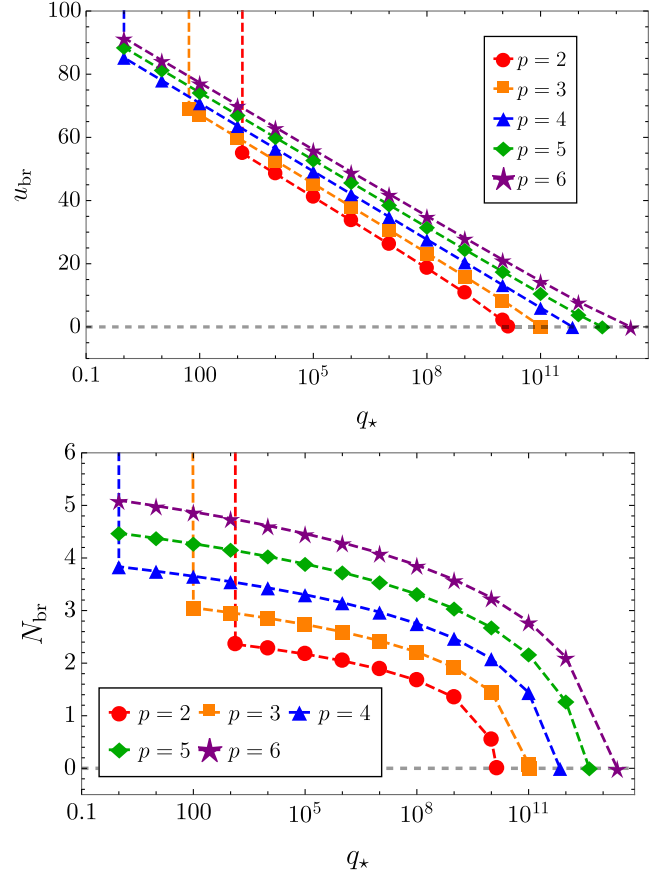 100
80
60
40
20
0
u_br
p = 2
p = 3
p = 4
p = 5
p = 6
0.1 100 10^5 10^8 10^11
q_⋆
6
5
4
3
2
1
0
N_br
p = 2 p = 3 p = 4
p = 5 p = 6
0.1 100 10^5 10^8 10^11
q_⋆